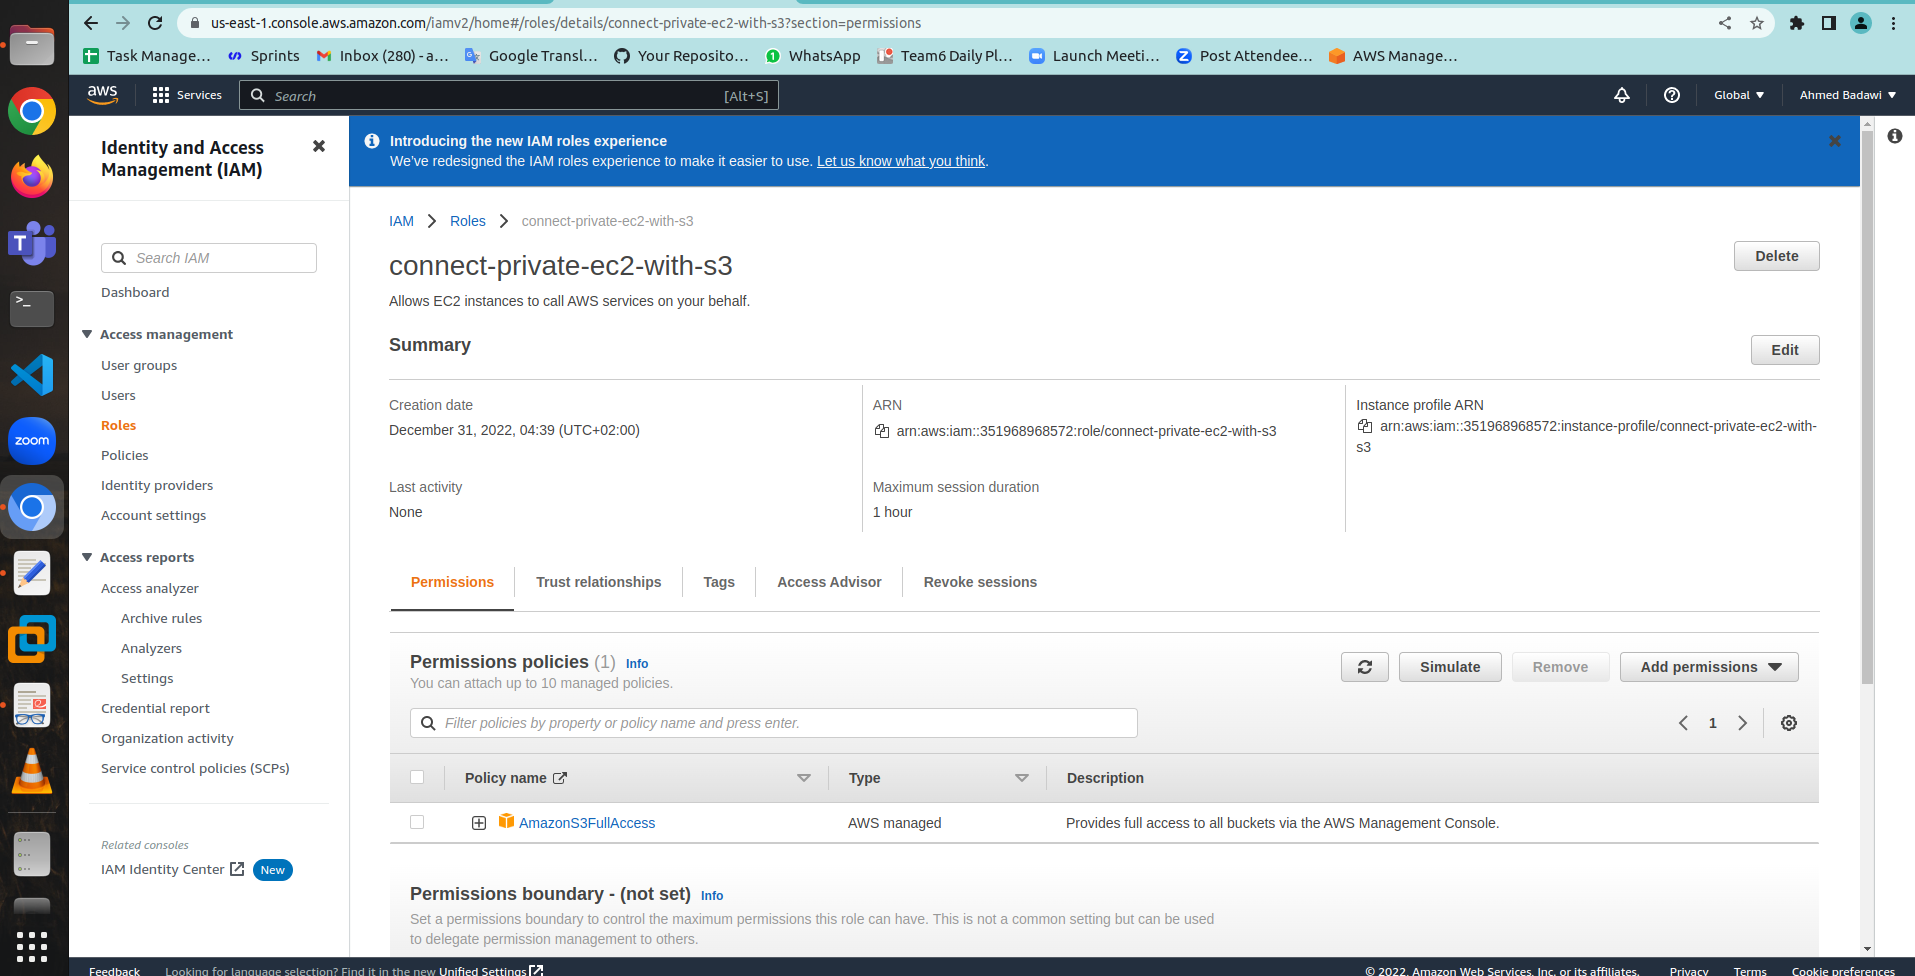 us-east-1.console.aws.amazon.com/iamv2/home#/roles/details/connect-private-ec2-with-s3?section=permissions
Task Manage... Sprints Inbox (280) - a... Google Transl... Your Reposito... WhatsApp Team6 Daily Pl... Launch Meeti... Post Attendee... AWS Manage...
aws Services Search [Alt+S] Global Ahmed Badawi
Identity and Access
Management (IAM)
Search IAM
Dashboard
Access management
User groups
Users
Roles
Policies
Identity providers
Account settings
Access reports
Access analyzer
Archive rules
Analyzers
Settings
Credential report
Organization activity
Service control policies (SCPs)
Related consoles
IAM Identity Center New
Introducing the new IAM roles experience
We've redesigned the IAM roles experience to make it easier to use. Let us know what you think.
IAM Roles connect-private-ec2-with-s3
connect-private-ec2-with-s3
Delete
Allows EC2 instances to call AWS services on your behalf.
Summary
Edit
Creation date
December 31, 2022, 04:39 (UTC+02:00)
ARN
arn:aws:iam::351968968572:role/connect-private-ec2-with-s3
Instance profile ARN
arn:aws:iam::351968968572:instance-profile/connect-private-ec2-with-
s3
Last activity
None
Maximum session duration
1 hour
Permissions Trust relationships Tags Access Advisor Revoke sessions
Permissions policies (1) Info
You can attach up to 10 managed policies.
Simulate Remove Add permissions
Filter policies by property or policy name and press enter.
1
Policy name Type Description
AmazonS3FullAccess AWS managed Provides full access to all buckets via the AWS Management Console.
Permissions boundary - (not set) Info
Set a permissions boundary to control the maximum permissions this role can have. This is not a common setting but can be used
to delegate permission management to others.
Feedback Looking for language selection? Find it in the new Unified Settings © 2022, Amazon Web Services, Inc. or its affiliates. Privacy Terms Cookie preferences
T
>_
zoom